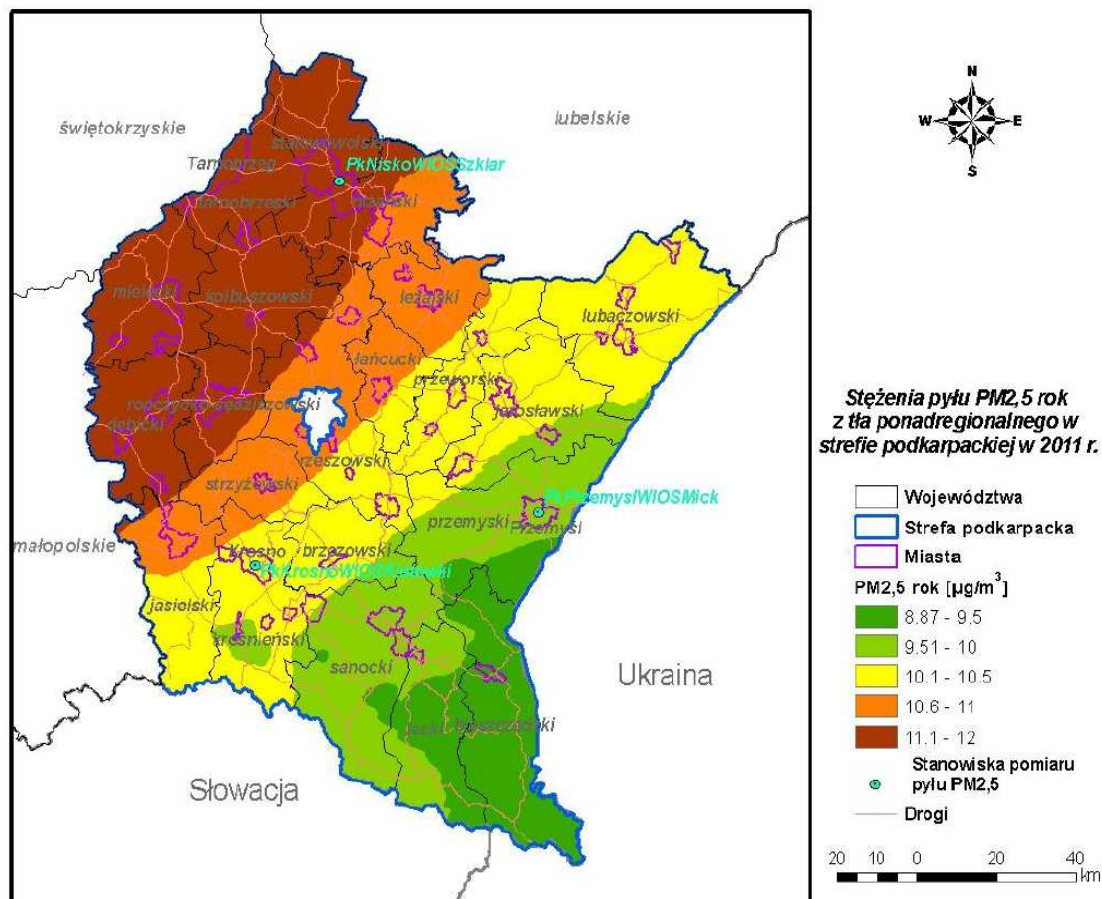 świętokrzyskie
lubelskie
stalowowolski
Tarnobrzeg
PkNiskoWIOSSzklar
tarnobrzeski
niżański
mielecki
kolbuszowski
leżajski
lubaczowski
łańcucki
przeworski
jarosławski
ropczycko-sędziszowski
dębicki
rzeszowski
strzyżowski
PkPrzemyslWIOSMick
przemyski
Przemyśl
małopolskie
Krosno
brzozowski
jasielski
krośnieński
sanocki
Ukraina
leski
bieszczadzki
Słowacja
N
W
E
S
Stężenia pyłu PM2,5 rok
z tła ponadregionalnego w
strefie podkarpackiej w 2011 r.
Województwa
Strefa podkarpacka
Miasta
PM2,5 rok [µg/m³]
8.87 - 9.5
9.51 - 10
10.1 - 10.5
10.6 - 11
11.1 - 12
Stanowiska pomiaru
pyłu PM2,5
Drogi
20 10 0 20 40
km